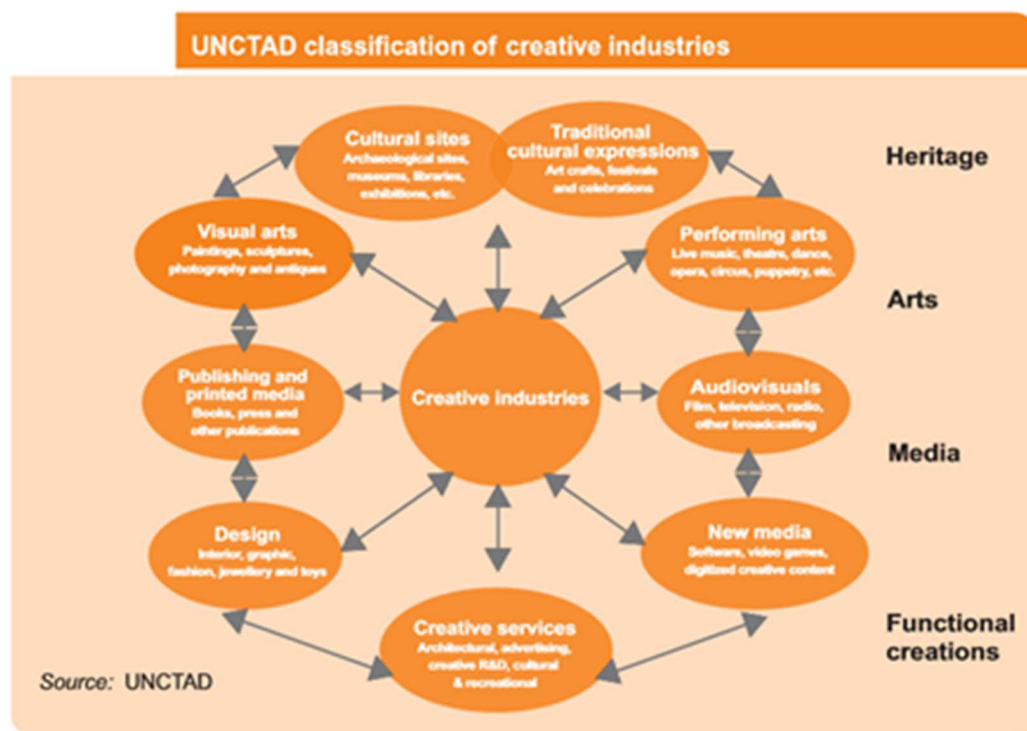 UNCTAD classification of creative industries
Cultural sites
Archaeological sites,
museums, libraries,
exhibitions, etc.
Traditional
cultural expressions
Art crafts, festivals
and celebrations
Heritage
Visual arts
Paintings, sculptures,
photography and antiques
Performing arts
Live music, theatre, dance,
opera, circus, puppetry, etc.
Arts
Publishing and
printed media
Books, press and
other publications
Creative industries
Audiovisuals
Film, television, radio,
other broadcasting
Media
Design
Interior, graphic,
fashion, jewellery and toys
New media
Software, video games,
digitized creative content
Creative services
Architectural, advertising,
creative R&D, cultural
& recreational
Functional
creations
Source: UNCTAD